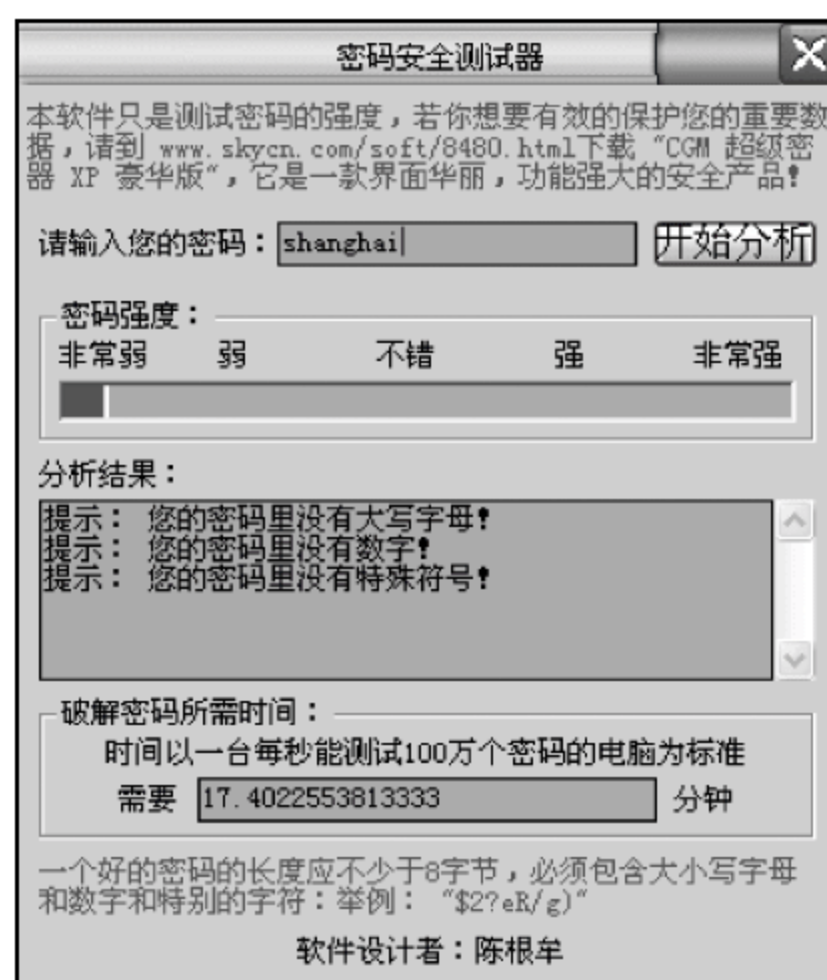 密码安全测试器
本软件只是测试密码的强度，若你想要有效的保护您的重要数
据，请到 www.skycn.com/soft/8480.html下载 “CGM 超级密
器 XP 豪华版”，它是一款界面华丽，功能强大的安全产品！
请输入您的密码：shanghai 开始分析
密码强度：
非常弱 弱 不错 强 非常强
分析结果：
提示： 您的密码里没有大写字母！
提示： 您的密码里没有数字！
提示： 您的密码里没有特殊符号！
破解密码所需时间：
时间以一台每秒能测试100万个密码的电脑为标准
需要 17.4022553813333 分钟
一个好的密码的长度应不少于8字节，必须包含大小写字母
和数字和特别的字符：举例： “$2?eR/g)”
软件设计者：陈根牟